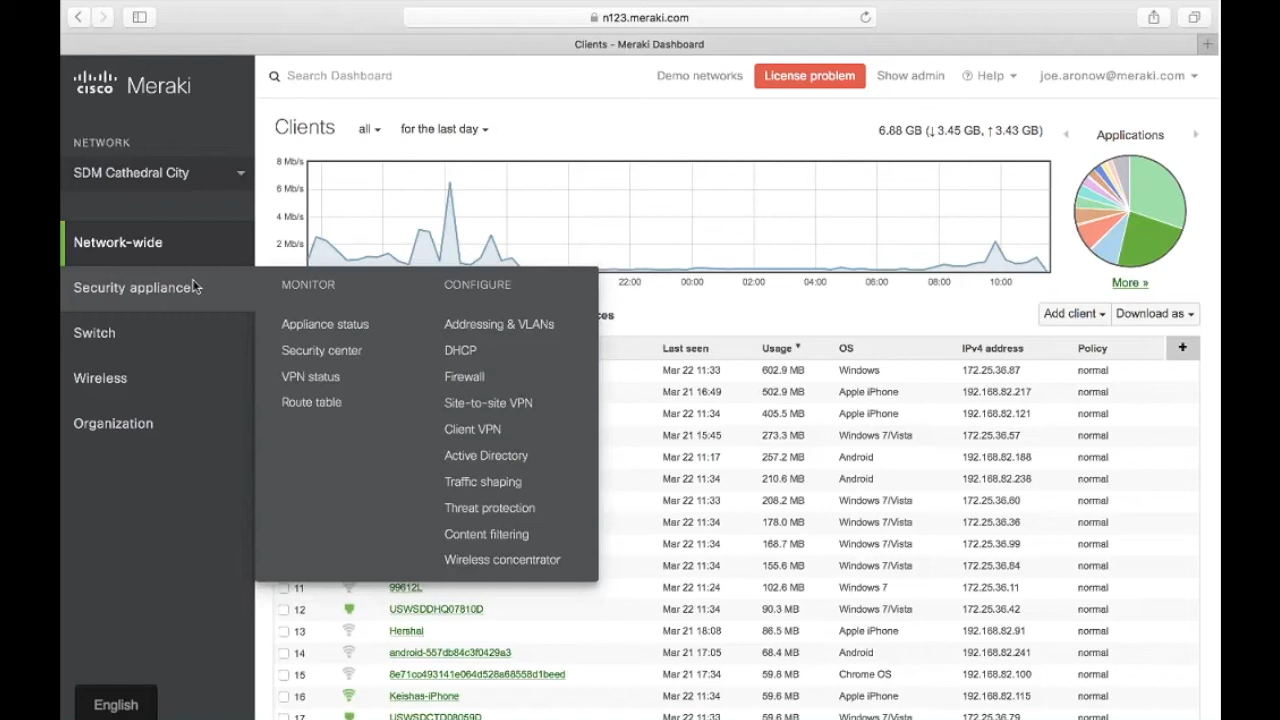 n123.meraki.com
Clients - Meraki Dashboard
cisco Meraki
Search Dashboard
Demo networks License problem Show admin Help joe.aronow@meraki.com
NETWORK
SDM Cathedral City
Network-wide
Security appliance
Switch
Wireless
Organization
English
Clients all for the last day 6.88 GB (↓ 3.45 GB, ↑ 3.43 GB)
Applications
8 Mb/s
6 Mb/s
4 Mb/s
2 Mb/s
22:00 00:00 02:00 04:00 06:00 08:00 10:00
More »
MONITOR
Appliance status
Security center
VPN status
Route table
CONFIGURE
Addressing & VLANs
DHCP
Firewall
Site-to-site VPN
Client VPN
Active Directory
Traffic shaping
Threat protection
Content filtering
Wireless concentrator
Add client Download as
Last seen Usage OS IPv4 address Policy +
Mar 22 11:33 602.9 MB Windows 172.25.36.87 normal
Mar 21 16:49 502.9 MB Apple iPhone 192.168.82.217 normal
Mar 22 11:34 405.5 MB Apple iPhone 192.168.82.121 normal
Mar 21 15:45 273.3 MB Windows 7/Vista 172.25.36.57 normal
Mar 22 11:17 257.2 MB Android 192.168.82.188 normal
Mar 22 11:34 210.6 MB Android 192.168.82.238 normal
Mar 22 11:33 208.2 MB Windows 7/Vista 172.25.36.60 normal
Mar 22 11:34 178.0 MB Windows 7/Vista 172.25.36.36 normal
Mar 22 11:34 168.7 MB Windows 7/Vista 172.25.36.99 normal
Mar 22 11:34 155.6 MB Windows 7/Vista 172.25.36.84 normal
11 99612L Mar 22 11:24 102.6 MB Windows 7 172.25.36.11 normal
12 USWSDDHQ07810D Mar 22 11:34 90.3 MB Windows 7/Vista 172.25.36.42 normal
13 Hershal Mar 21 18:08 86.5 MB Apple iPhone 192.168.82.91 normal
14 android-557db84c3f0429a3 Mar 21 17:05 68.4 MB Android 192.168.82.241 normal
15 Mar 21 17:34 59.8 MB Chrome OS 192.168.82.100 normal
16 Keishas-iPhone Mar 22 11:34 59.8 MB Apple iPhone 192.168.82.115 normal
17 USWSDCTD08059D Mar 22 11:33 59.6 MB Windows 7/Vista 172.25.36.79 normal